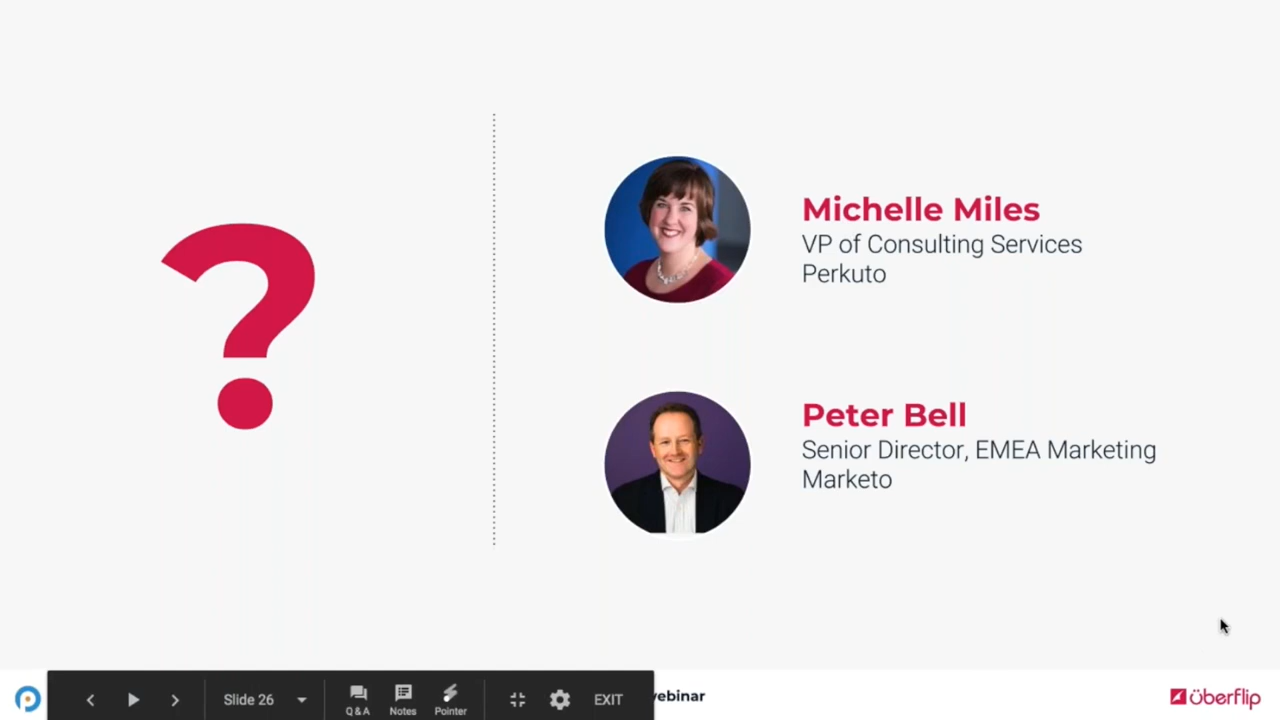 ?
Michelle Miles
VP of Consulting Services
Perkuto
Peter Bell
Senior Director, EMEA Marketing
Marketo
Slide 26
Q & A
Notes
Pointer
EXIT
ebinar
überflip